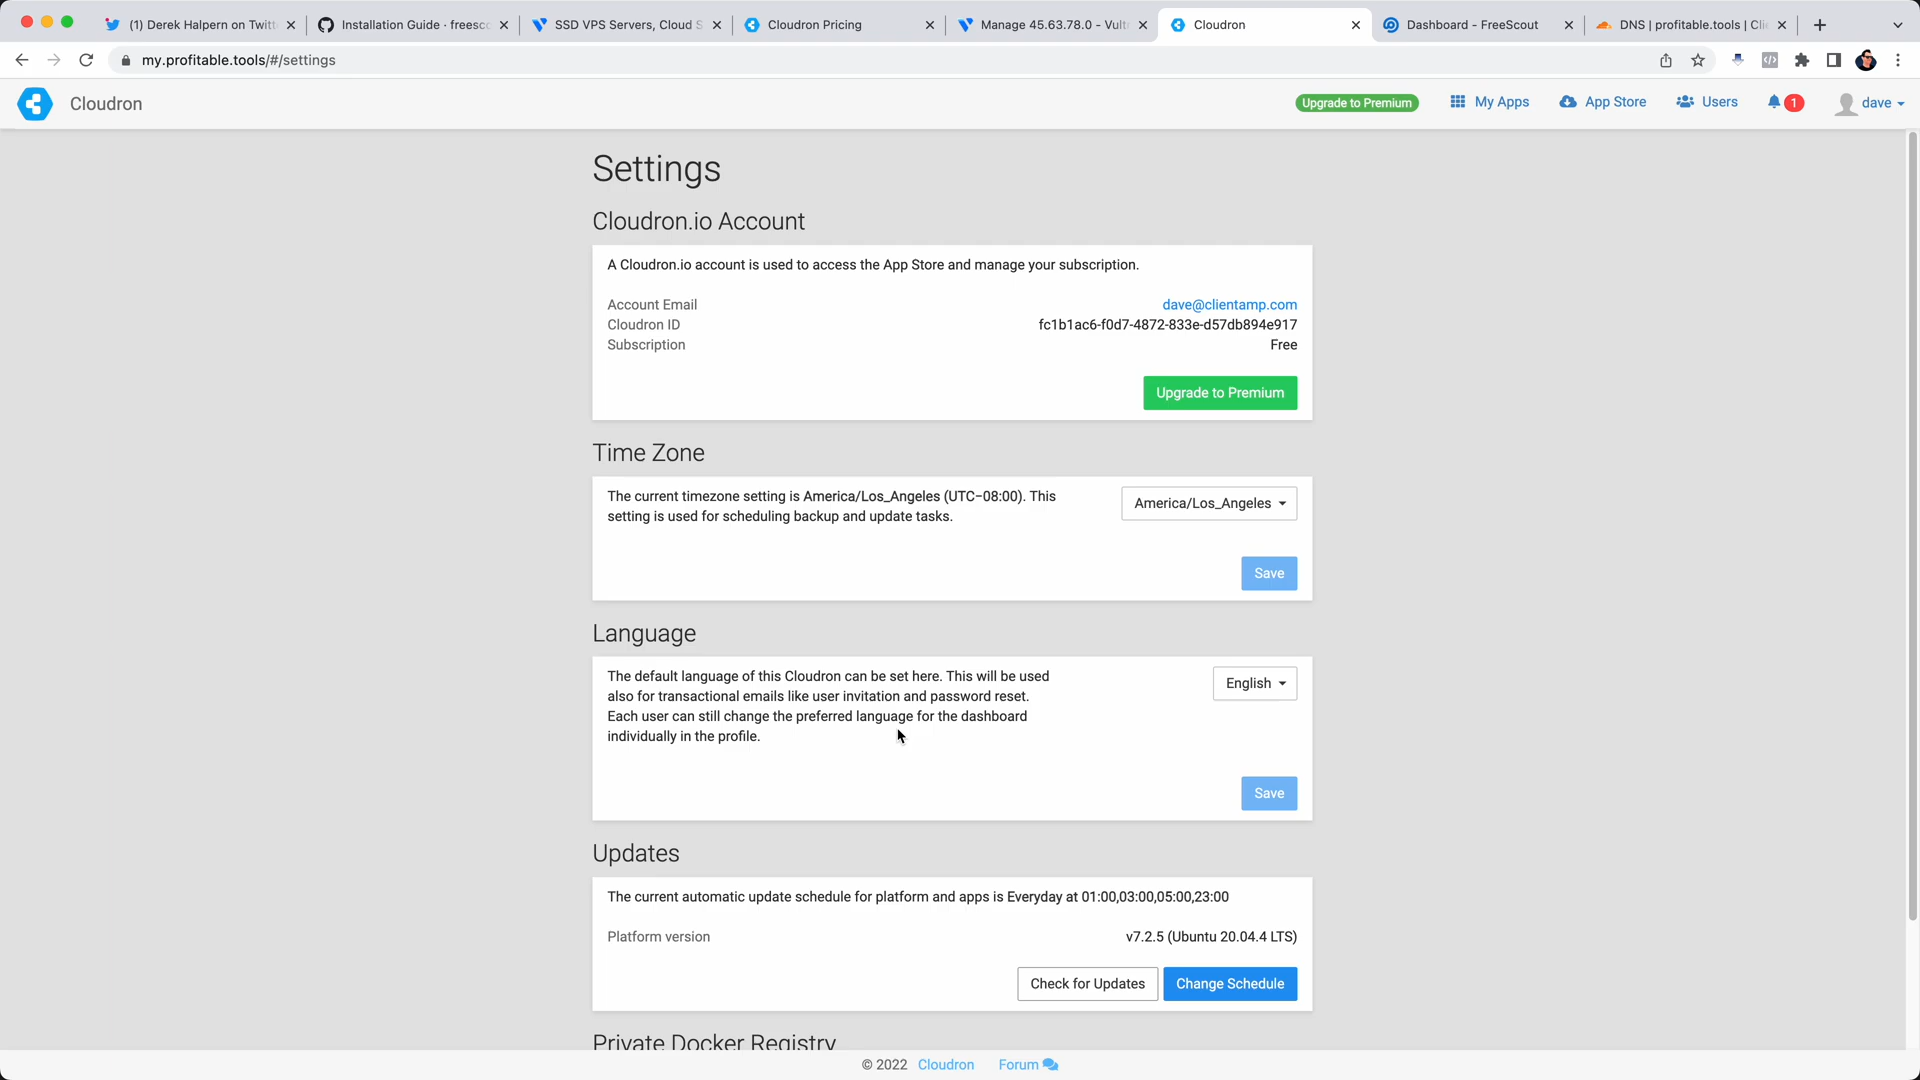 (1) Derek Halpern on Twitt
Installation Guide · freesco
SSD VPS Servers, Cloud S
Cloudron Pricing
Manage 45.63.78.0 - Vultr
Cloudron
Dashboard - FreeScout
DNS | profitable.tools | Clo
my.profitable.tools/#/settings
Cloudron
Upgrade to Premium
My Apps
App Store
Users
1
dave
Settings
Cloudron.io Account
A Cloudron.io account is used to access the App Store and manage your subscription.
Account Email dave@clientamp.com
Cloudron ID fc1b1ac6-f0d7-4872-833e-d57db894e917
Subscription Free
Upgrade to Premium
Time Zone
The current timezone setting is America/Los_Angeles (UTC−08:00). This
setting is used for scheduling backup and update tasks.
America/Los_Angeles
Save
Language
The default language of this Cloudron can be set here. This will be used
also for transactional emails like user invitation and password reset.
Each user can still change the preferred language for the dashboard
individually in the profile.
English
Save
Updates
The current automatic update schedule for platform and apps is Everyday at 01:00,03:00,05:00,23:00
Platform version v7.2.5 (Ubuntu 20.04.4 LTS)
Check for Updates
Change Schedule
Private Docker Registry
© 2022 Cloudron Forum